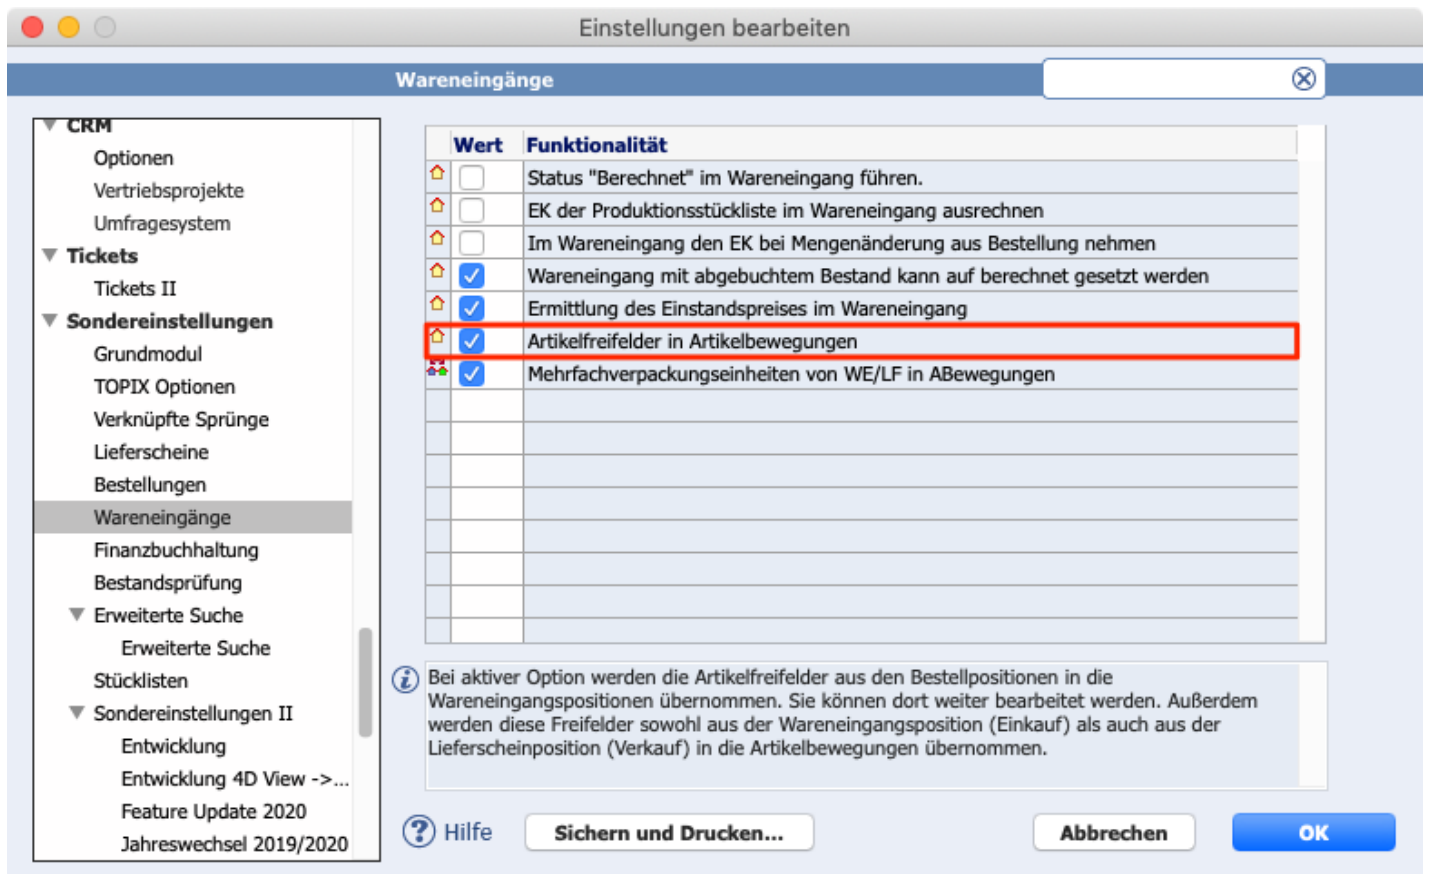 Einstellungen bearbeiten
Wareneingänge
CRM
Optionen
Vertriebsprojekte
Umfragesystem
Tickets
Tickets II
Sondereinstellungen
Grundmodul
TOPIX Optionen
Verknüpfte Sprünge
Lieferscheine
Bestellungen
Wareneingänge
Finanzbuchhaltung
Bestandsprüfung
Erweiterte Suche
Erweiterte Suche
Stücklisten
Sondereinstellungen II
Entwicklung
Entwicklung 4D View ->...
Feature Update 2020
Jahreswechsel 2019/2020
Wert Funktionalität
Status "Berechnet" im Wareneingang führen.
EK der Produktionsstückliste im Wareneingang ausrechnen
Im Wareneingang den EK bei Mengenänderung aus Bestellung nehmen
Wareneingang mit abgebuchtem Bestand kann auf berechnet gesetzt werden
Ermittlung des Einstandspreises im Wareneingang
Artikelfreifelder in Artikelbewegungen
Mehrfachverpackungseinheiten von WE/LF in ABewegungen
Bei aktiver Option werden die Artikelfreifelder aus den Bestellpositionen in die
Wareneingangspositionen übernommen. Sie können dort weiter bearbeitet werden. Außerdem
werden diese Freifelder sowohl aus der Wareneingangsposition (Einkauf) als auch aus der
Lieferscheinposition (Verkauf) in die Artikelbewegungen übernommen.
? Hilfe
Sichern und Drucken...
Abbrechen
OK